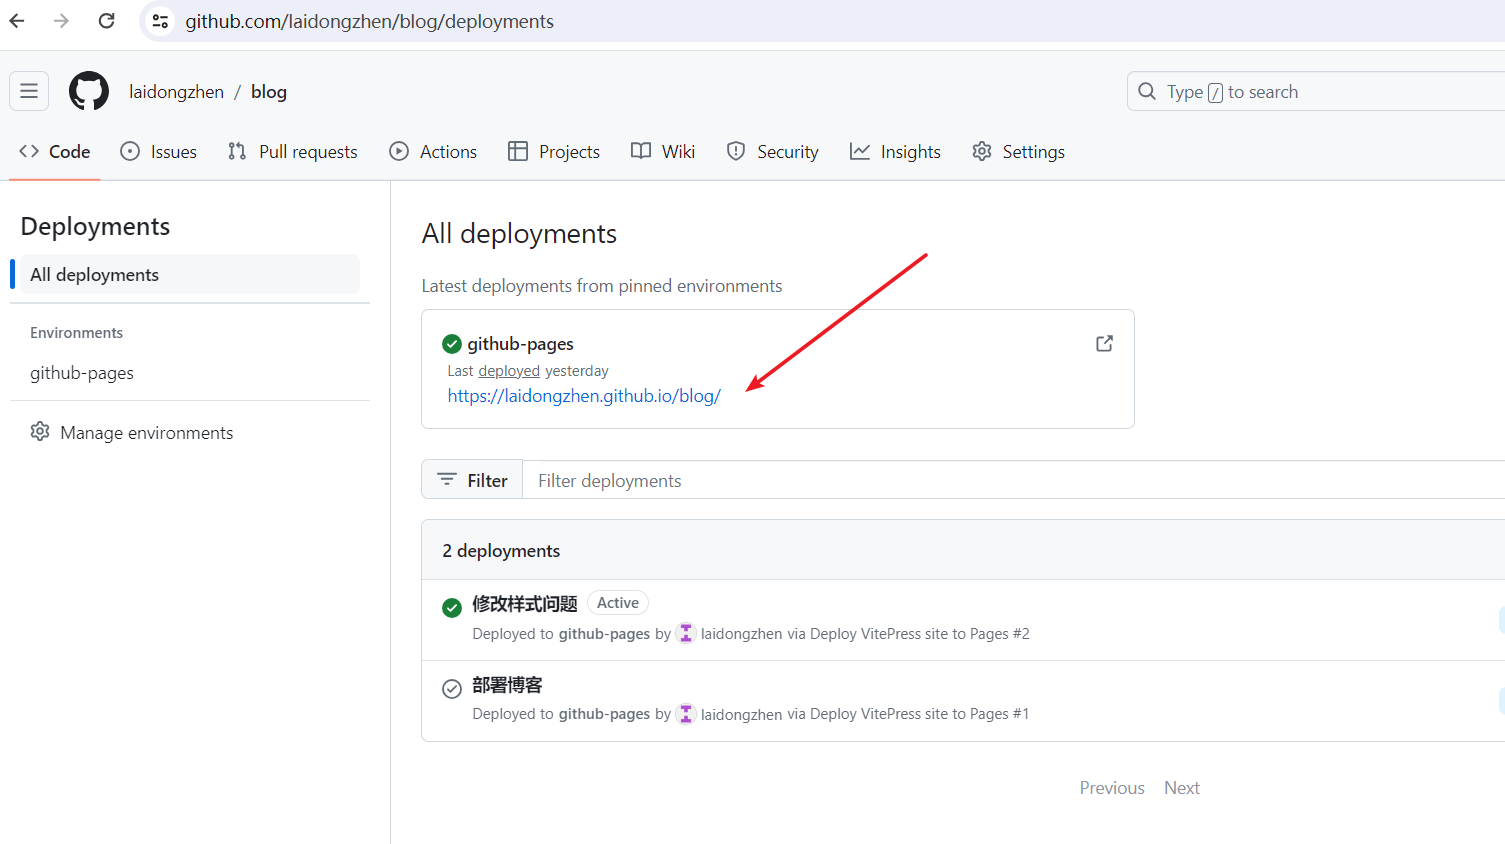 github.com/laidongzhen/blog/deployments
laidongzhen / blog
Type / to search
Code Issues Pull requests Actions Projects Wiki Security Insights Settings
Deployments
All deployments
Environments
github-pages
Manage environments
All deployments
Latest deployments from pinned environments
github-pages
Last deployed yesterday
https://laidongzhen.github.io/blog/
Filter Filter deployments
2 deployments
修改样式问题 Active
Deployed to github-pages by laidongzhen via Deploy VitePress site to Pages #2
部署博客
Deployed to github-pages by laidongzhen via Deploy VitePress site to Pages #1
Previous Next